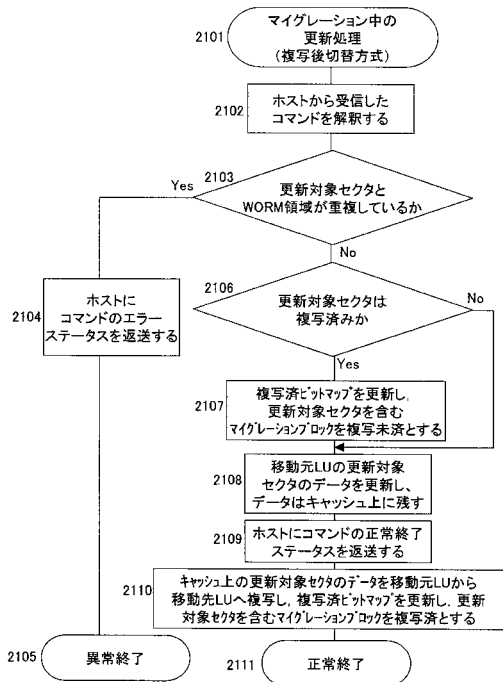 2101
マイグレーション中の
更新処理
(複写後切替方式)
2102
ホストから受信した
コマンドを解釈する
2103
Yes
更新対象セクタと
WORM領域が重複しているか
No
2104
ホストに
コマンドのエラー
ステータスを返送する
2106
更新対象セクタは
複写済みか
No
Yes
2107
複写済ビットマップを更新し,
更新対象セクタを含む
マイグレーションブロックを複写未済とする
2108
移動元LUの更新対象
セクタのデータを更新し、
データはキャッシュ上に残す
2109
ホストにコマンドの正常終了
ステータスを返送する
2110
キャッシュ上の更新対象セクタのデータを移動元LUから
移動先LUへ複写し, 複写済ビットマップを更新し, 更新
対象セクタを含むマイグレーションブロックを複写済とする
2105
異常終了
2111
正常終了